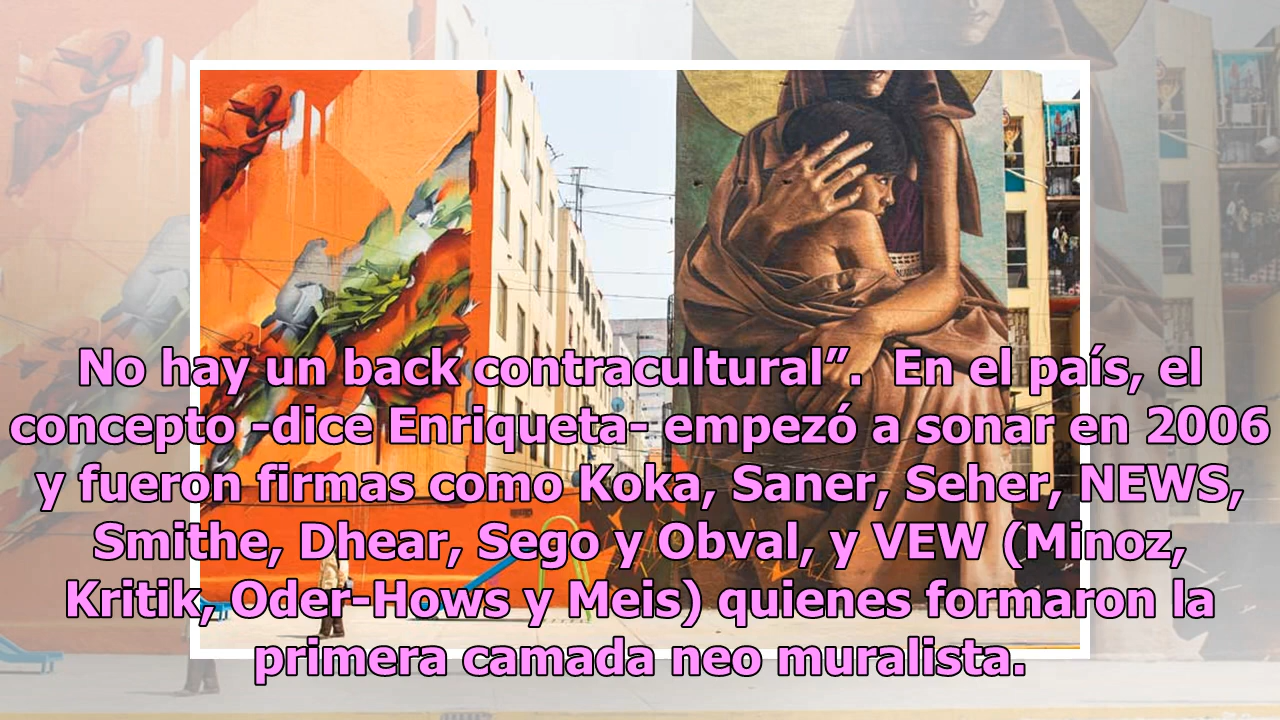 No hay un back contracultural”.  En el país, el
concepto -dice Enriqueta- empezó a sonar en 2006
y fueron firmas como Koka, Saner, Seher, NEWS,
Smithe, Dhear, Sego y Obval, y VEW (Minoz,
Kritik, Oder-Hows y Meis) quienes formaron la
primera camada neo muralista.